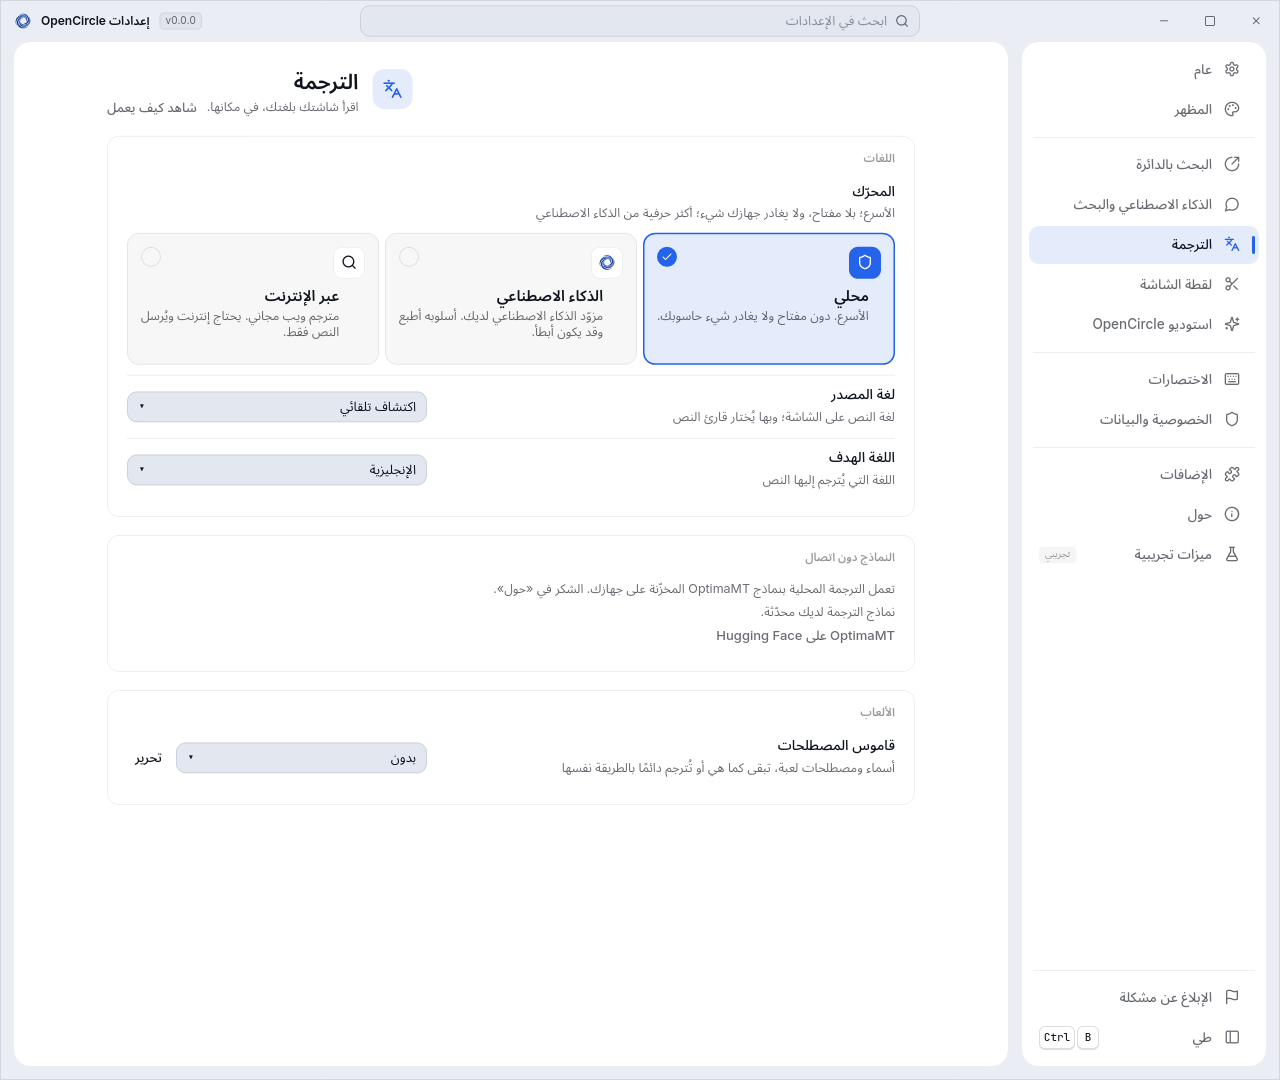 إعدادات OpenCircle
v0.0.0
ابحث في الإعدادات
عام
المظهر
البحث بالدائرة
الذكاء الاصطناعي والبحث
الترجمة
لقطة الشاشة
استوديو OpenCircle
الاختصارات
الخصوصية والبيانات
الإضافات
حول
ميزات تجريبية
تجريبي
الإبلاغ عن مشكلة
طي
Ctrl B
الترجمة
اقرأ شاشتك بلغتك، في مكانها. شاهد كيف يعمل
اللغات
المحرّك
الأسرع؛ بلا مفتاح، ولا يغادر جهازك شيء؛ أكثر حرفية من الذكاء الاصطناعي
محلي
الأسرع. دون مفتاح ولا يغادر شيء حاسوبك.
الذكاء الاصطناعي
مزوّد الذكاء الاصطناعي لديك. أسلوبه أطبع
وقد يكون أبطأ.
عبر الإنترنت
مترجم ويب مجاني. يحتاج إنترنت ويُرسل
النص فقط.
لغة المصدر
لغة النص على الشاشة؛ وبها يُختار قارئ النص
اكتشاف تلقائي
اللغة الهدف
اللغة التي يُترجم إليها النص
الإنجليزية
النماذج دون اتصال
تعمل الترجمة المحلية بنماذج OptimaMT المخزّنة على جهازك. الشكر في «حول».
نماذج الترجمة لديك محدّثة.
OptimaMT على Hugging Face
الألعاب
قاموس المصطلحات
أسماء ومصطلحات لعبة، تبقى كما هي أو تُترجم دائمًا بالطريقة نفسها
بدون
تحرير